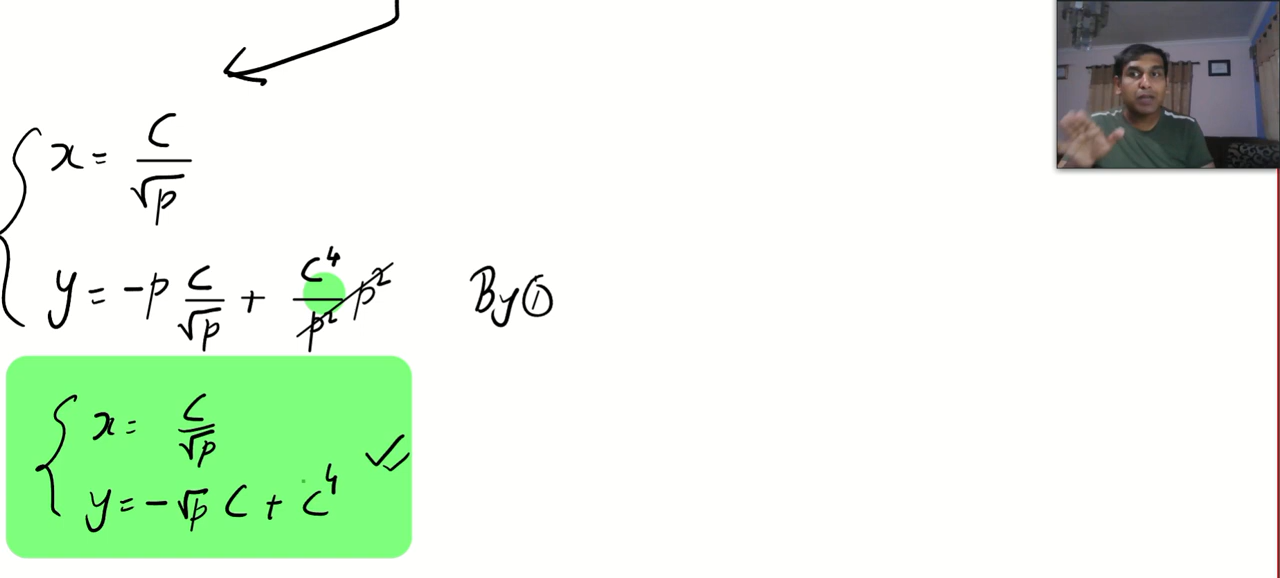 x = C/√p
y = -p C/√p + C⁴/p² p² By ①
x = C/√p
y = -√p C + C⁴